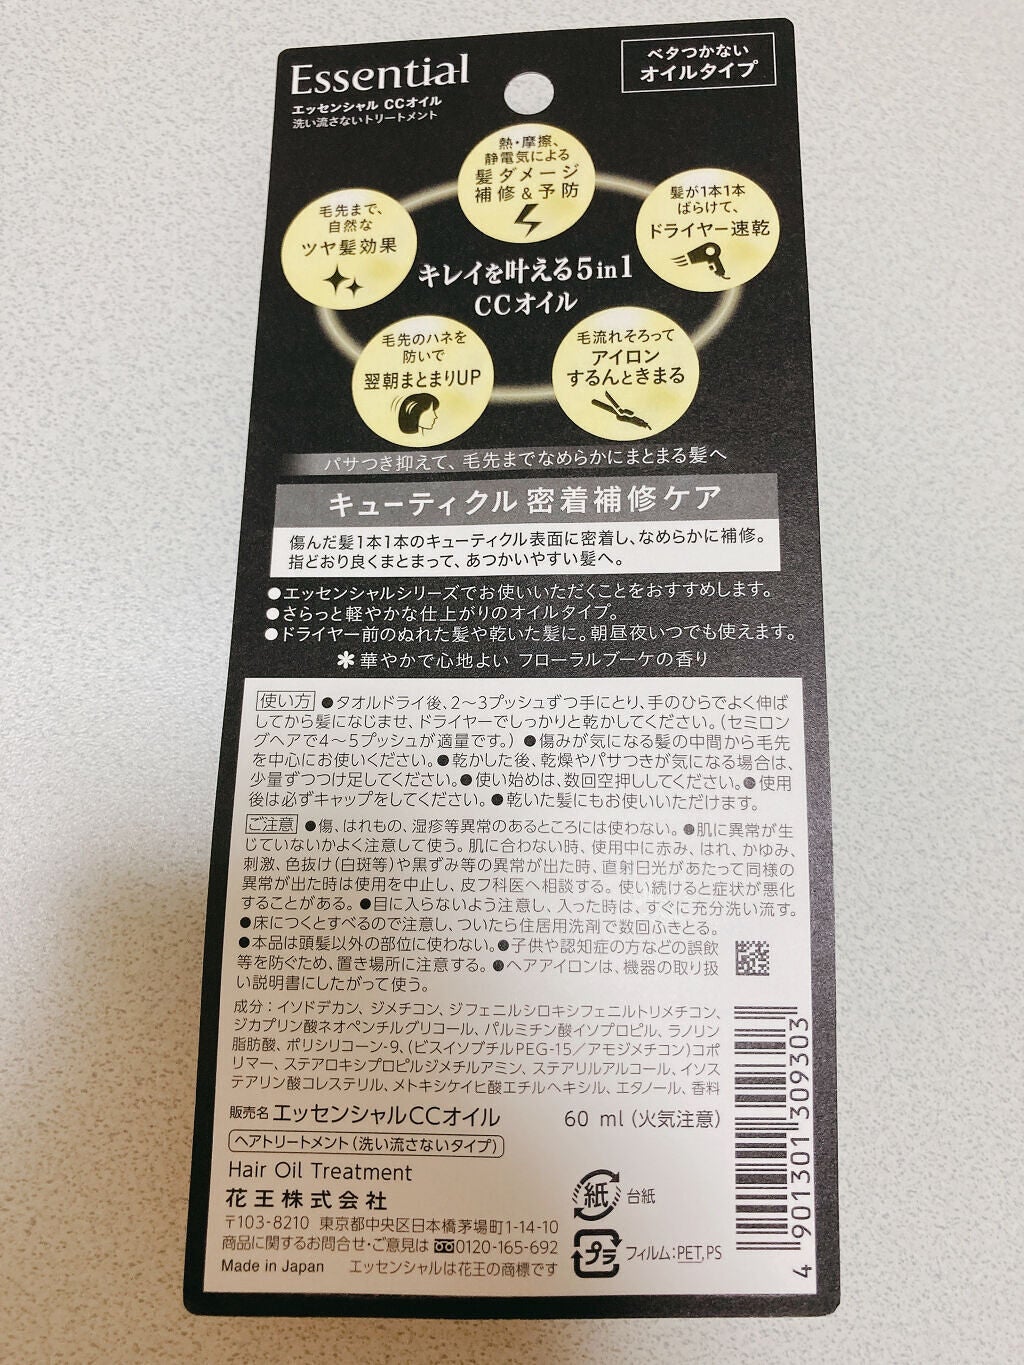 Essential
エッセンシャル CCオイル
洗い流さないトリートメント
ベタつかない
オイルタイプ
熱・摩擦、
静電気による
髪ダメージ
補修&予防
毛先まで、
自然な
ツヤ髪効果
髪が1本1本
ばらけて、
ドライヤー速乾
キレイを叶える5in1
CCオイル
毛先のハネを
防いで
翌朝まとまりUP
毛流れそろって
アイロン
するんときまる
パサつき抑えて、毛先までなめらかにまとまる髪へ
キューティクル 密着補修ケア
傷んだ髪1本1本のキューティクル表面に密着し、なめらかに補修。
指どおり良くまとまって、あつかいやすい髪へ。
●エッセンシャルシリーズでお使いいただくことをおすすめします。
●さらっと軽やかな仕上がりのオイルタイプ。
●ドライヤー前のぬれた髪や乾いた髪に。朝昼夜いつでも使えます。
＊華やかで心地よい フローラルブーケの香り
使い方 ●タオルドライ後、2〜3プッシュずつ手にとり、手のひらでよく伸ば
してから髪になじませ、ドライヤーでしっかりと乾かしてください。(セミロン
グヘアで4〜5プッシュが適量です。) ●傷みが気になる髪の中間から毛先
を中心にお使いください。●乾かした後、乾燥やパサつきが気になる場合は、
少量ずつつけ足してください。●使い始めは、数回空押ししてください。●使用
後は必ずキャップをしてください。●乾いた髪にもお使いいただけます。
ご注意 ●傷、はれもの、湿疹等異常のあるところには使わない。●肌に異常が生
じていないかよく注意して使う。肌に合わない時、使用中に赤み、はれ、かゆみ、
刺激、色抜け(白斑等)や黒ずみ等の異常が出た時、直射日光があたって同様の
異常が出た時は使用を中止し、皮フ科医へ相談する。使い続けると症状が悪化
することがある。●目に入らないよう注意し、入った時は、すぐに充分洗い流す。
●床につくとすべるので注意し、ついたら住居用洗剤で数回ふきとる。
●本品は頭髪以外の部位に使わない。●子供や認知症の方などの誤飲
等を防ぐため、置き場所に注意する。●ヘアアイロンは、機器の取り扱
い説明書にしたがって使う。
成分：イソドデカン、ジメチコン、ジフェニルシロキシフェニルトリメチコン、
ジカプリン酸ネオペンチルグリコール、パルミチン酸イソプロピル、ラノリン
脂肪酸、ポリシリコーン-9、(ビスイソブチルPEG-15／アモジメチコン)コポ
リマー、ステアロキシプロピルジメチルアミン、ステアリルアルコール、イソス
テアリン酸コレステリル、メトキシケイヒ酸エチルヘキシル、エタノール、香料
販売名 エッセンシャルCCオイル 60 ml (火気注意)
ヘアトリートメント(洗い流さないタイプ)
Hair Oil Treatment
花王株式会社
〒103-8210 東京都中央区日本橋茅場町1-14-10
商品に関するお問合せ・ご意見は 0120-165-692
Made in Japan エッセンシャルは花王の商標です
紙 台紙
プラ フィルム:PET,PS
4 901301 309303